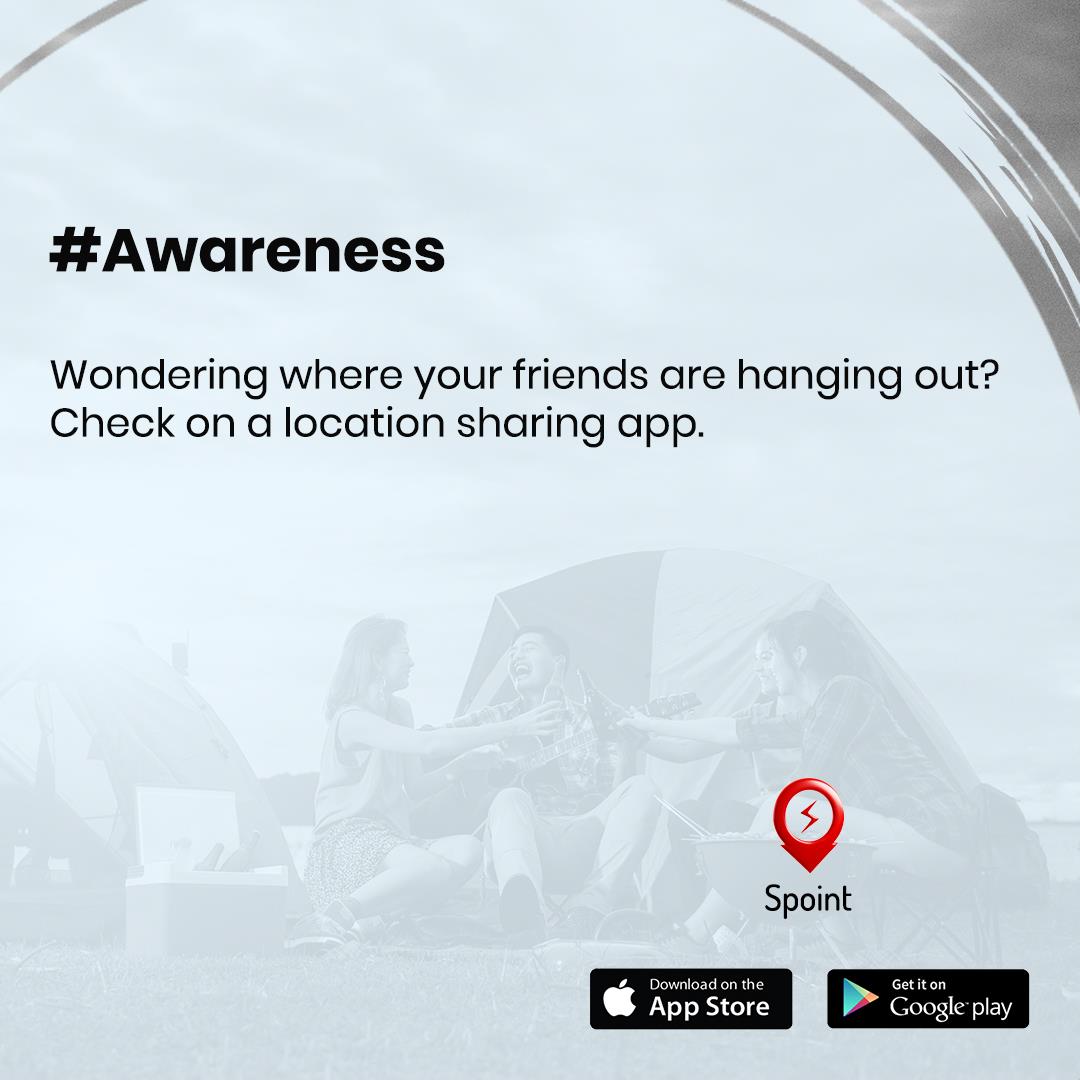 #Awareness
Wondering where your friends are hanging out?
Check on a location sharing app.
Spoint
Download on the
App Store
Get it on
Google play